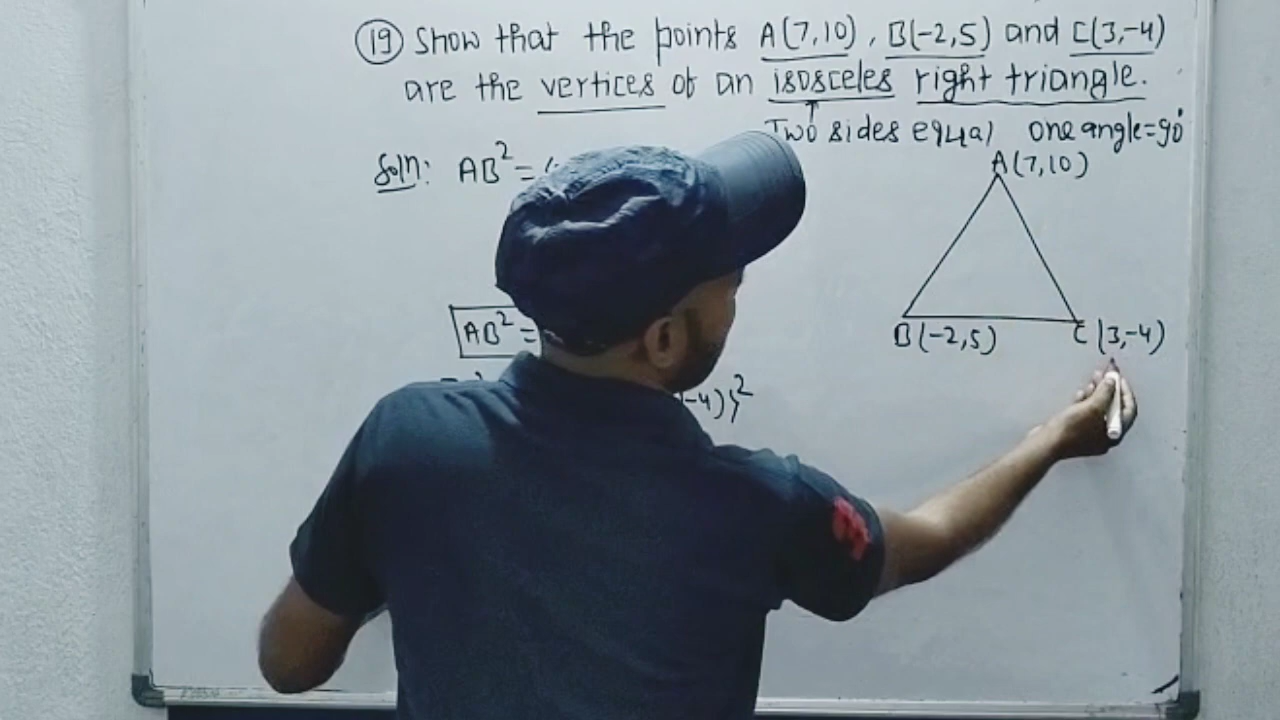 19 Show that the points A(7,10), B(-2,5) and C(3,-4)
are the vertices of an isosceles right triangle.
Two sides equal one angle=90°
Soln: AB²=
A(7,10)
AB²=
B(-2,5) C(3,-4)
-4)}²